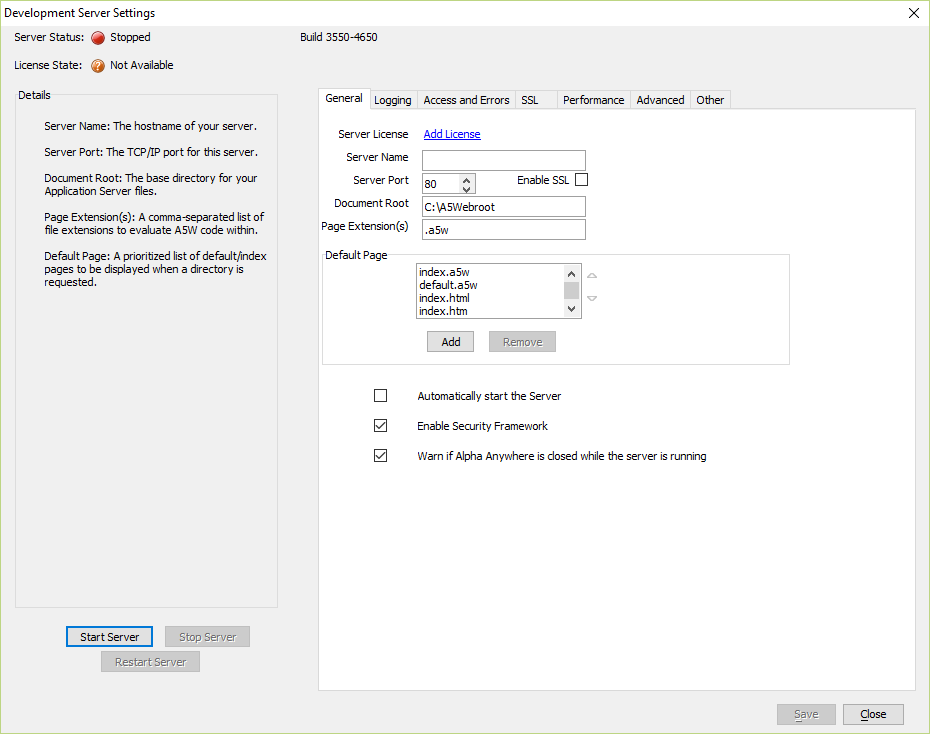 Development Server Settings
Server Status: Stopped
Build 3550-4650
License State: ? Not Available
Details
Server Name: The hostname of your server.
Server Port: The TCP/IP port for this server.
Document Root: The base directory for your
Application Server files.
Page Extension(s): A comma-separated list of
file extensions to evaluate A5W code within.
Default Page: A prioritized list of default/index
pages to be displayed when a directory is
requested.
Start Server
Stop Server
Restart Server
General Logging Access and Errors SSL Performance Advanced Other
Server License Add License
Server Name
Server Port 80 Enable SSL
Document Root C:\A5Webroot
Page Extension(s) .a5w
Default Page
index.a5w
default.a5w
index.html
index.htm
Add Remove
Automatically start the Server
Enable Security Framework
Warn if Alpha Anywhere is closed while the server is running
Save Close